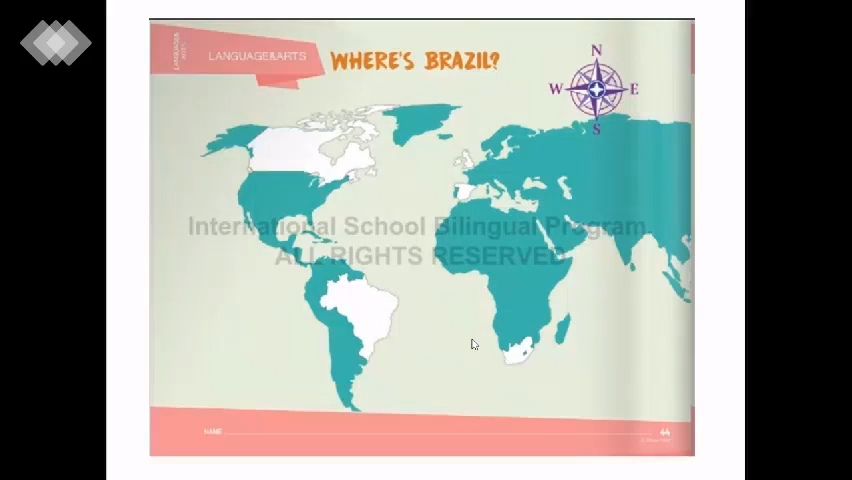 LANGUAGE&ARTS
WHERE'S BRAZIL?
N
W
E
S
International School Bilingual Program
ALL RIGHTS RESERVED
NAME
44